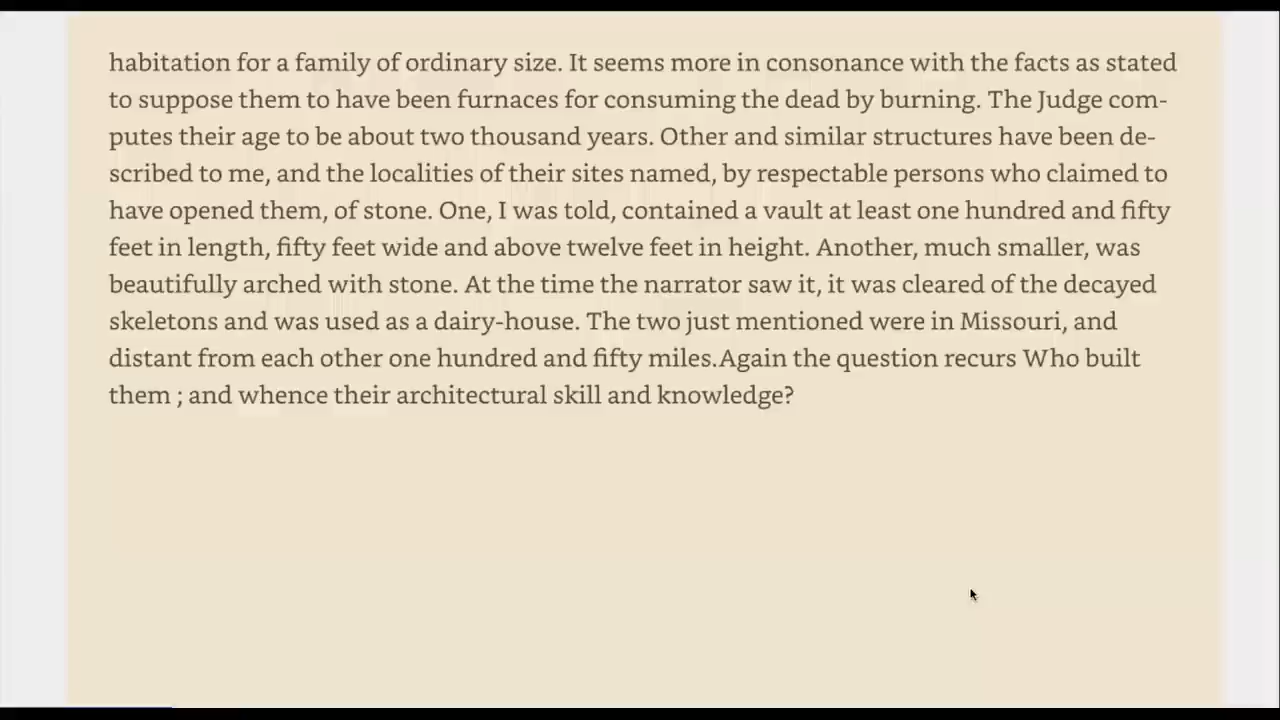 habitation for a family of ordinary size. It seems more in consonance with the facts as stated
to suppose them to have been furnaces for consuming the dead by burning. The Judge com-
putes their age to be about two thousand years. Other and similar structures have been de-
scribed to me, and the localities of their sites named, by respectable persons who claimed to
have opened them, of stone. One, I was told, contained a vault at least one hundred and fifty
feet in length, fifty feet wide and above twelve feet in height. Another, much smaller, was
beautifully arched with stone. At the time the narrator saw it, it was cleared of the decayed
skeletons and was used as a dairy-house. The two just mentioned were in Missouri, and
distant from each other one hundred and fifty miles.Again the question recurs Who built
them ; and whence their architectural skill and knowledge?